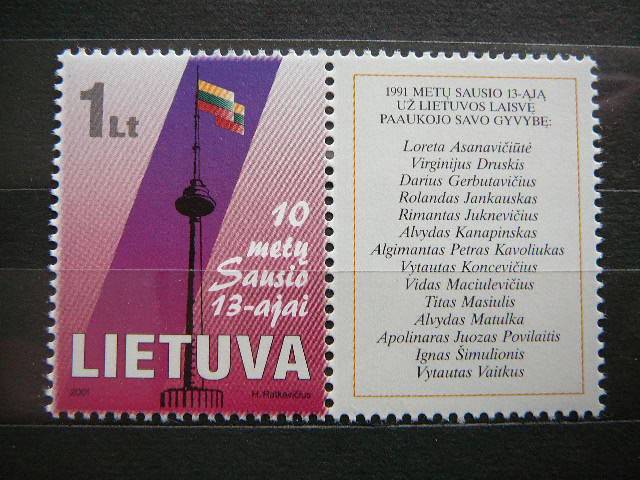 1Lt
10
metų
Sausio
13-ajai
LIETUVA
2001
H. Ratkevičius
1991 METŲ SAUSIO 13-AJĄ
UŽ LIETUVOS LAISVĘ
PAAUKOJO SAVO GYVYBĘ:
Loreta Asanavičiūtė
Virginijus Druskis
Darius Gerbutavičius
Rolandas Jankauskas
Rimantas Juknevičius
Alvydas Kanapinskas
Algimantas Petras Kavoliukas
Vytautas Koncevičius
Vidas Maciulevičius
Titas Masiulis
Alvydas Matulka
Apolinaras Juozas Povilaitis
Ignas Šimulionis
Vytautas Vaitkus